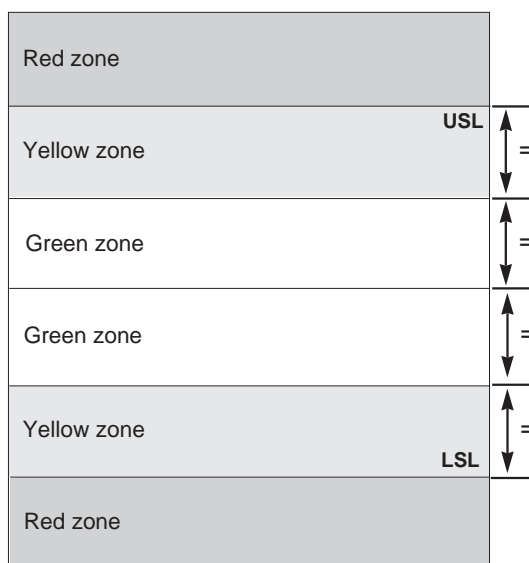 Red zone
USL
Yellow zone
=
Green zone
=
Green zone
=
Yellow zone
=
LSL
Red zone